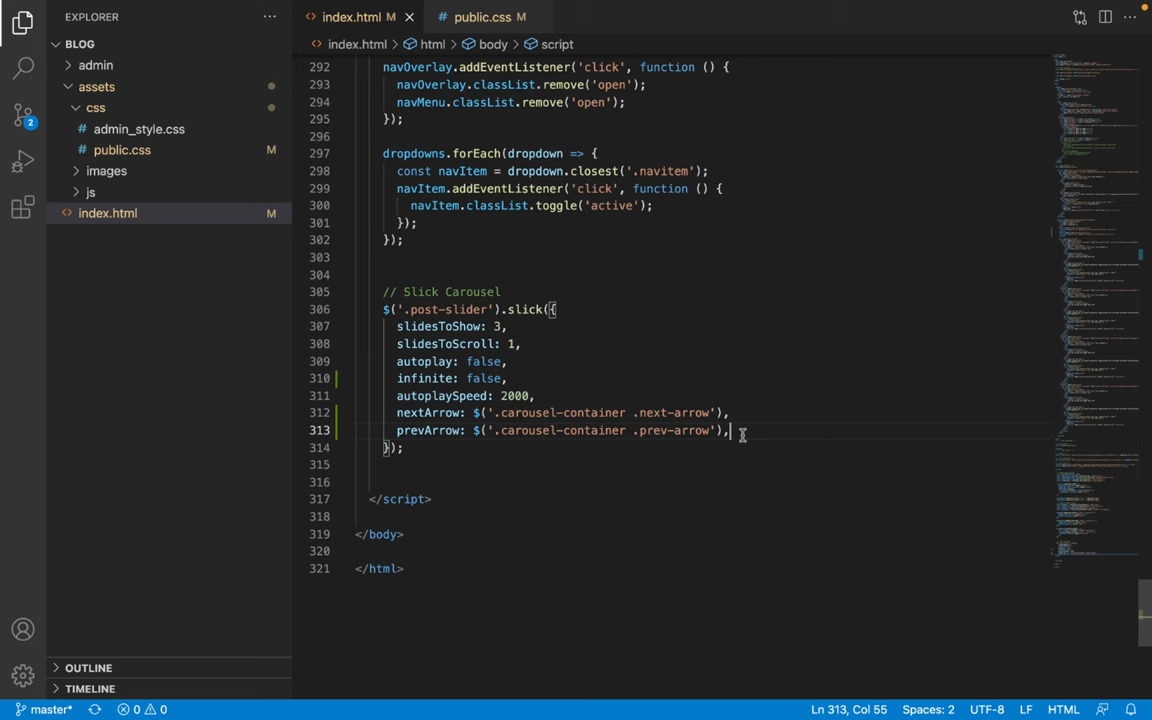 EXPLORER
BLOG
admin
assets
css
# admin_style.css
# public.css M
images
js
<> index.html M
OUTLINE
TIMELINE
2
<> index.html M
# public.css M
<> index.html > html > body > script
292 navOverlay.addEventListener('click', function () {
293 navOverlay.classList.remove('open');
294 navMenu.classList.remove('open');
295 });
296
297 dropdowns.forEach(dropdown => {
298 const navItem = dropdown.closest('.navitem');
299 navItem.addEventListener('click', function () {
300 navItem.classList.toggle('active');
301 });
302 });
303
304
305 // Slick Carousel
306 $('.post-slider').slick({
307 slidesToShow: 3,
308 slidesToScroll: 1,
309 autoplay: false,
310 infinite: false,
311 autoplaySpeed: 2000,
312 nextArrow: $('.carousel-container .next-arrow'),
313 prevArrow: $('.carousel-container .prev-arrow'),
314 });
315
316
317 </script>
318
319 </body>
320
321 </html>
master* 0 0 Ln 313, Col 55 Spaces: 2 UTF-8 LF HTML